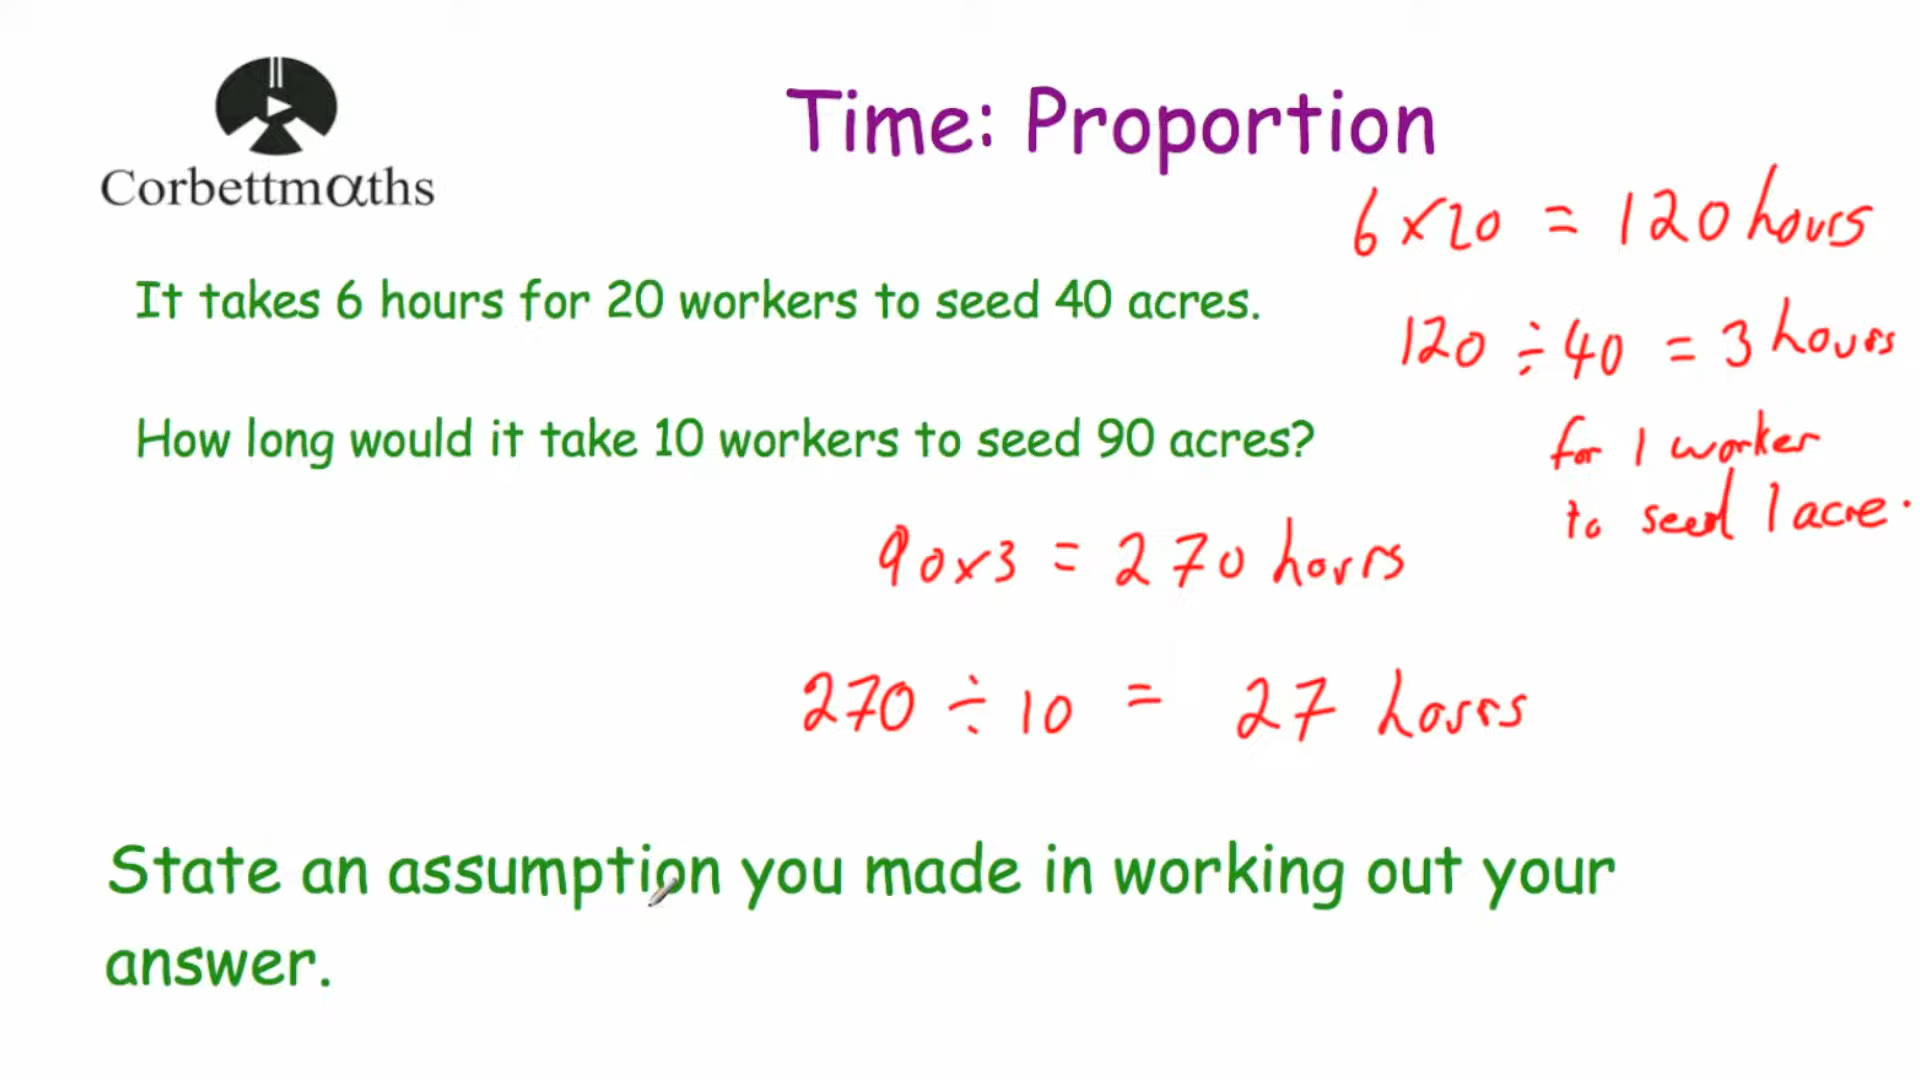 Corbettmαths
Time: Proportion
6 × 20 = 120 hours
It takes 6 hours for 20 workers to seed 40 acres.
120 ÷ 40 = 3 hours
for 1 worker
to seed 1 acre.
How long would it take 10 workers to seed 90 acres?
90 × 3 = 270 hours
270 ÷ 10 = 27 hours
State an assumption you made in working out your
answer.